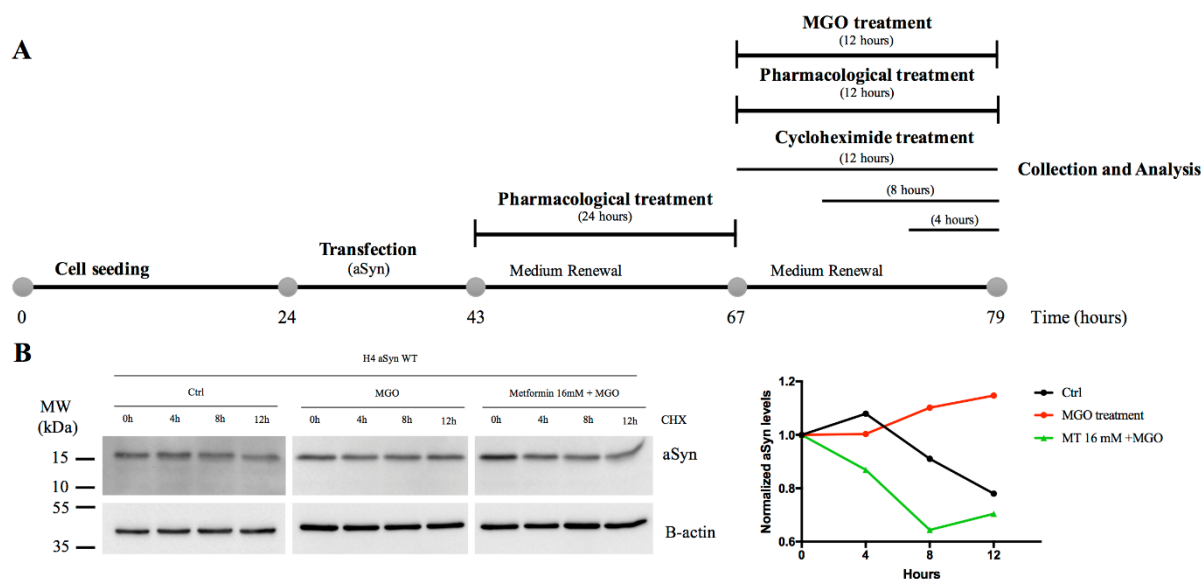 A
MGO treatment
(12 hours)
Pharmacological treatment
(12 hours)
Cycloheximide treatment
(12 hours)
Collection and Analysis
(8 hours)
(4 hours)
Pharmacological treatment
(24 hours)
Transfection
(aSyn)
Cell seeding
Medium Renewal
Medium Renewal
0 24 43 67 79 Time (hours)
B
H4 aSyn WT
Ctrl MGO Metformin 16mM + MGO
MW
(kDa)
0h 4h 8h 12h 0h 4h 8h 12h 0h 4h 8h 12h CHX
15
aSyn
10
55
B-actin
35
Normalized aSyn levels
1.2
1.0
0.8
0.6
0 4 8 12
Hours
Ctrl
MGO treatment
MT 16 mM +MGO